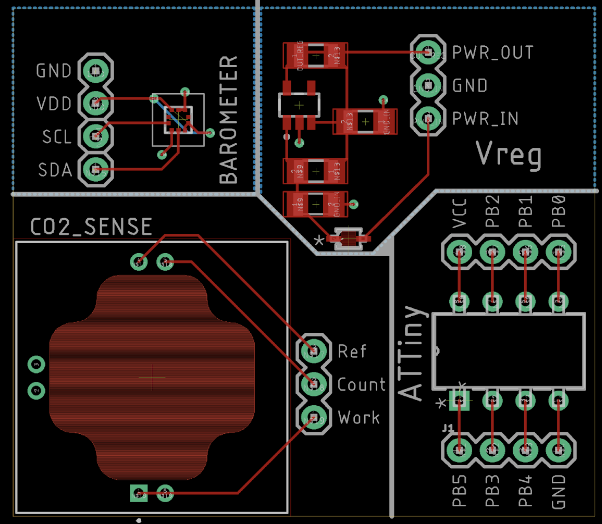 GND
VDD
SCL
SDA
BAROMETER
PWR_OUT
GND
PWR_IN
Vreg
CO2_SENSE
Ref
Count
Work
ATTiny
VCC
PB2
PB1
PB0
J1
PB5
PB3
PB4
GND